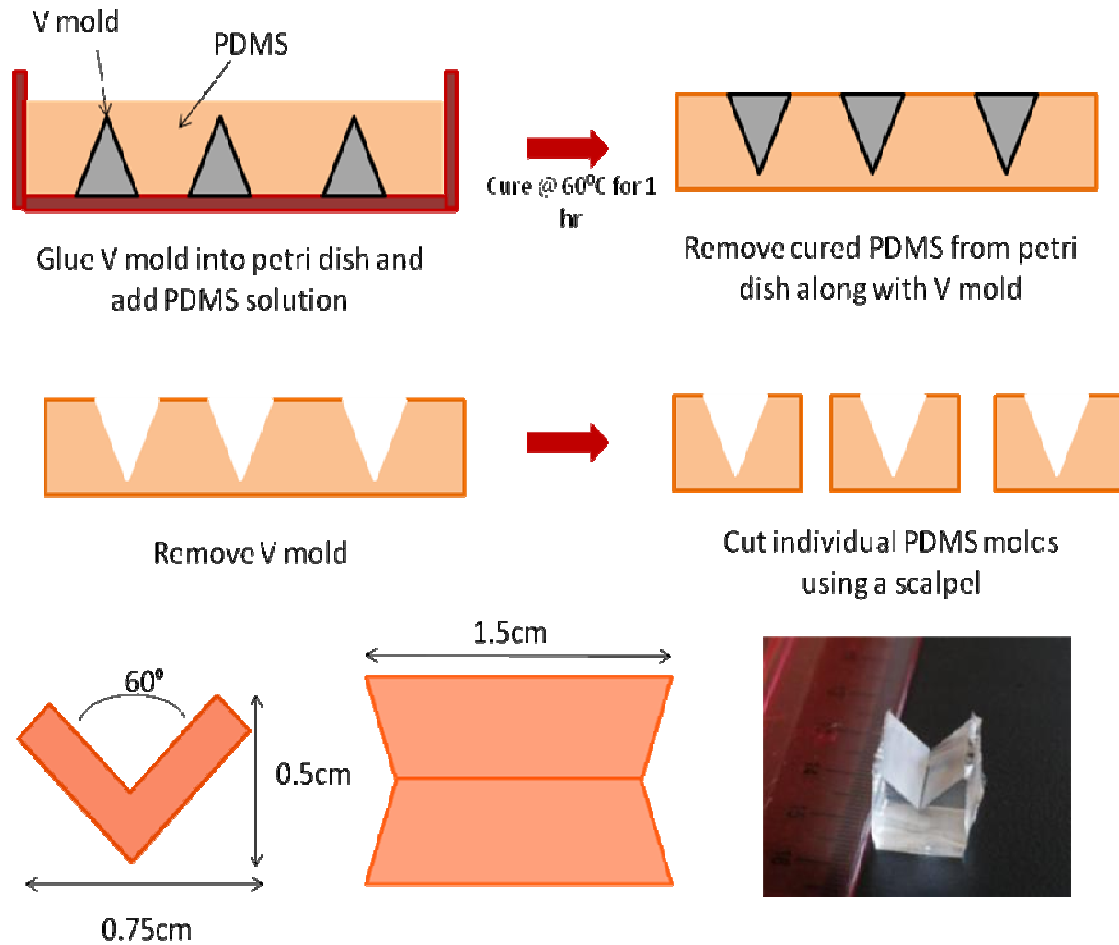 V mold
PDMS
Cure @ 60⁰C for 1
hr
Glue V mold into petri dish and
add PDMS solution
Remove cured PDMS from petri
dish along with V mold
Remove V mold
Cut individual PDMS molds
using a scalpel
60⁰
0.5cm
0.75cm
1.5cm